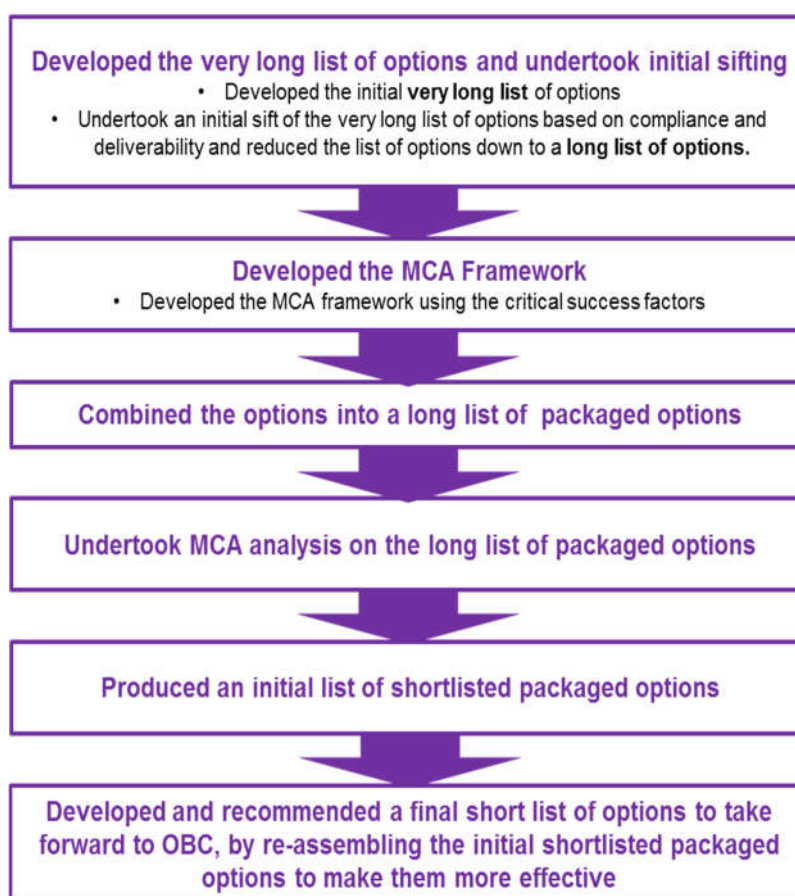 Developed the very long list of options and undertook initial sifting
• Developed the initial very long list of options
• Undertook an initial sift of the very long list of options based on compliance and
deliverability and reduced the list of options down to a long list of options.
Developed the MCA Framework
• Developed the MCA framework using the critical success factors
Combined the options into a long list of packaged options
Undertook MCA analysis on the long list of packaged options
Produced an initial list of shortlisted packaged options
Developed and recommended a final short list of options to take
forward to OBC, by re-assembling the initial shortlisted packaged
options to make them more effective